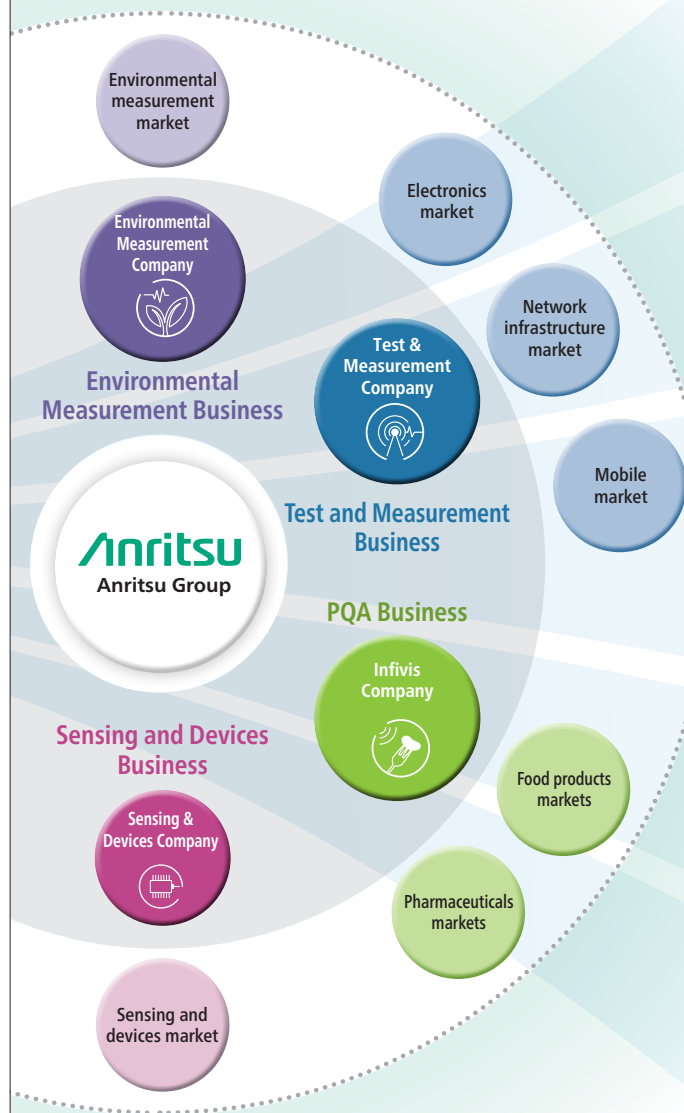 Environmental
measurement
market
Electronics
market
Environmental
Measurement
Company
Network
infrastructure
market
Test &
Measurement
Company
Environmental
Measurement Business
Mobile
market
Anritsu
Anritsu Group
Test and Measurement
Business
PQA Business
Infivis
Company
Sensing and Devices
Business
Food products
markets
Sensing &
Devices Company
Pharmaceuticals
markets
Sensing and
devices market